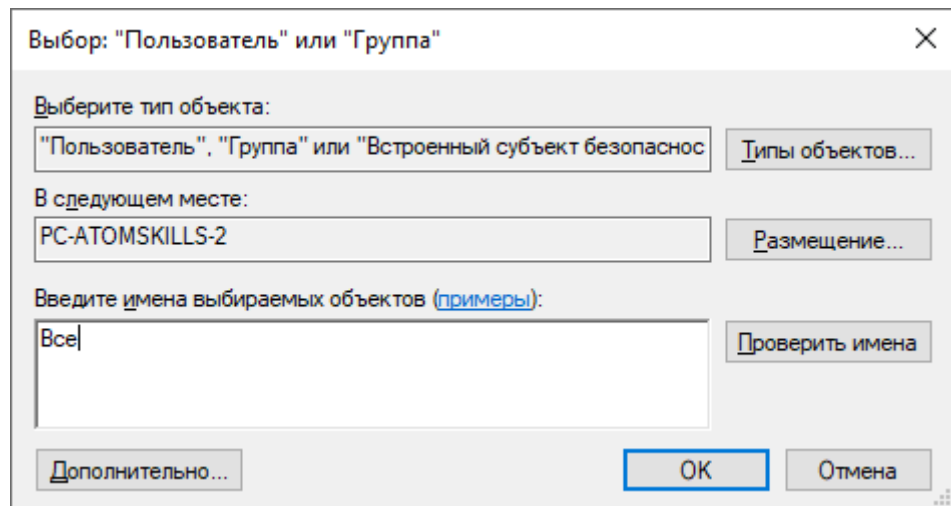 Выбор: "Пользователь" или "Группа"
Выберите тип объекта:
"Пользователь", "Группа" или "Встроенный субъект безопаснос
Типы объектов...
В следующем месте:
PC-ATOMSKILLS-2
Размещение...
Введите имена выбираемых объектов (примеры):
Все
Проверить имена
Дополнительно...
OK
Отмена